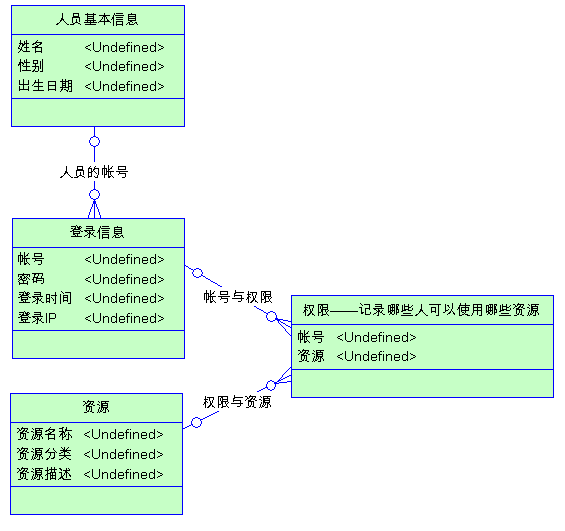 人员基本信息
姓名 <Undefined>
性别 <Undefined>
出生日期 <Undefined>
人员的帐号
登录信息
帐号 <Undefined>
密码 <Undefined>
登录时间 <Undefined>
登录IP <Undefined>
帐号与权限
权限——记录哪些人可以使用哪些资源
帐号 <Undefined>
资源 <Undefined>
权限与资源
资源
资源名称 <Undefined>
资源分类 <Undefined>
资源描述 <Undefined>